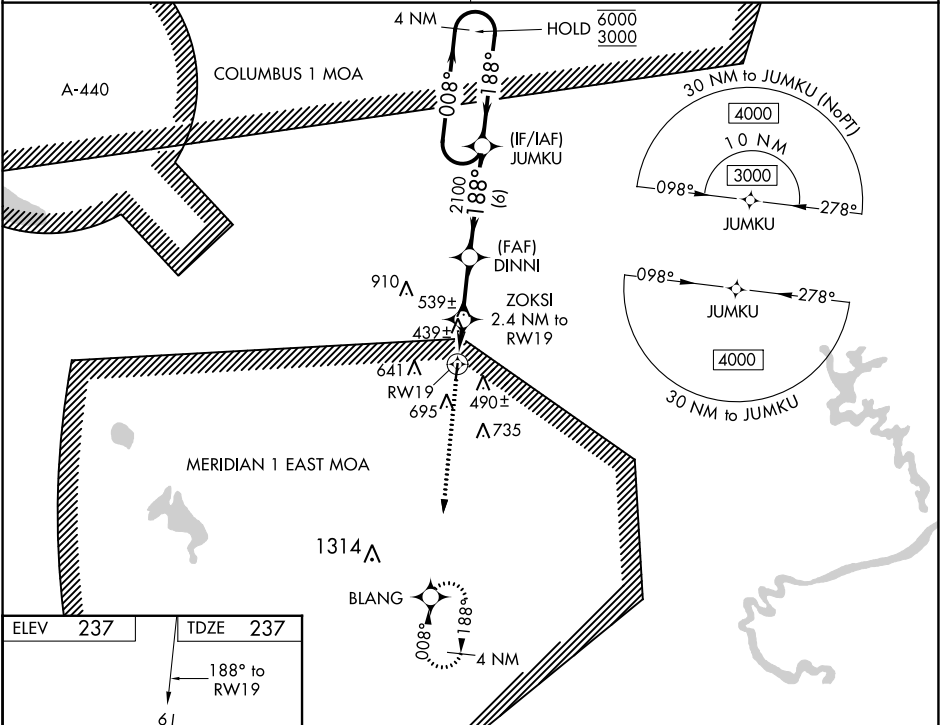 4 NM
HOLD 6000
3000
A-440
COLUMBUS 1 MOA
008°
188°
(IF/IAF)
JUMKU
2100
188°
(6)
30 NM to JUMKU (NoPT)
4000
10 NM
3000
098°
278°
JUMKU
(FAF)
DINNI
910
539±
ZOKSI
2.4 NM to
RW19
439±
641
RW19
695
490±
735
098°
278°
JUMKU
4000
30 NM to JUMKU
MERIDIAN 1 EAST MOA
1314
BLANG
008°
188°
4 NM
ELEV 237
TDZE 237
188° to
RW19
61